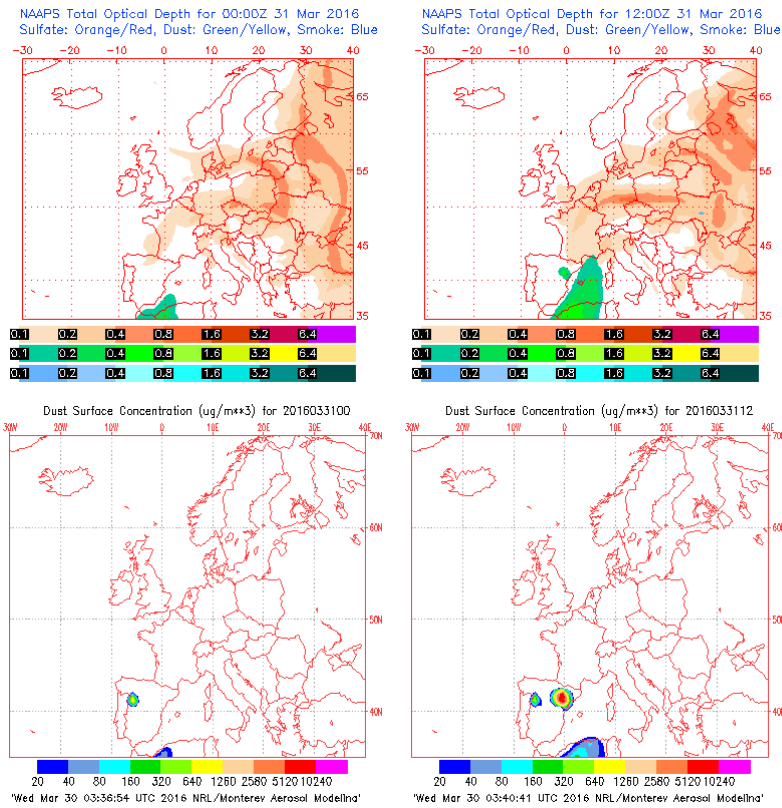 NAAPS Total Optical Depth for 00:00Z 31 Mar 2016
Sulfate: Orange/Red, Dust: Green/Yellow, Smoke: Blue
-30 -20 -10 0 10 20 30 40
65
55
45
35
0.1 0.2 0.4 0.8 1.6 3.2 6.4
0.1 0.2 0.4 0.8 1.6 3.2 6.4
0.1 0.2 0.4 0.8 1.6 3.2 6.4
NAAPS Total Optical Depth for 12:00Z 31 Mar 2016
Sulfate: Orange/Red, Dust: Green/Yellow, Smoke: Blue
-30 -20 -10 0 10 20 30 40
65
55
45
35
0.1 0.2 0.4 0.8 1.6 3.2 6.4
0.1 0.2 0.4 0.8 1.6 3.2 6.4
0.1 0.2 0.4 0.8 1.6 3.2 6.4
Dust Surface Concentration (ug/m**3) for 2016033100
30W 20W 10W 0 10E 20E 30E 40E
70N
60N
50N
40N
20 40 80 160 320 640 1260 2580 5120 10240
'Wed Mar 30 03:36:54 UTC 2016 NRL/Monterey Aerosol Modeling'
Dust Surface Concentration (ug/m**3) for 2016033112
30W 20W 10W 0 10E 20E 30E 40E
70N
60N
50N
40N
20 40 80 160 320 640 1260 2580 5120 10240
'Wed Mar 30 03:40:41 UTC 2016 NRL/Monterey Aerosol Modeling'